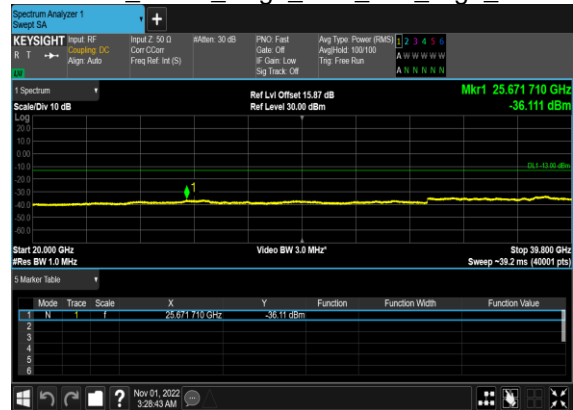 Spectrum Analyzer 1
Swept SA
+
KEYSIGHT Input: RF Input Z: 50 Ω #Atten: 30 dB PNO: Fast Avg Type: Power (RMS) 1 2 3 4 5 6
R T Coupling: DC Corr CCorr Gate: Off Avg|Hold: 100/100 A W W W W W
Align: Auto Freq Ref: Int (S) IF Gain: Low Trig: Free Run
LW Sig Track: Off A N N N N N
1 Spectrum Ref Lvl Offset 15.87 dB Mkr1 25.671 710 GHz
Scale/Div 10 dB Ref Level 30.00 dBm -36.111 dBm
Log
20.0
10.0
0.00
-10.0 DL1 -13.00 dBm
-20.0
-30.0 1
-40.0
-50.0
-60.0
Start 20.000 GHz Video BW 3.0 MHz* Stop 39.800 GHz
#Res BW 1.0 MHz Sweep ~39.2 ms (40001 pts)
5 Marker Table
Mode Trace Scale X Y Function Function Width Function Value
1 N 1 f 25.671 710 GHz -36.11 dBm
2
3
4
5
6
? Nov 01, 2022
3:28:43 AM